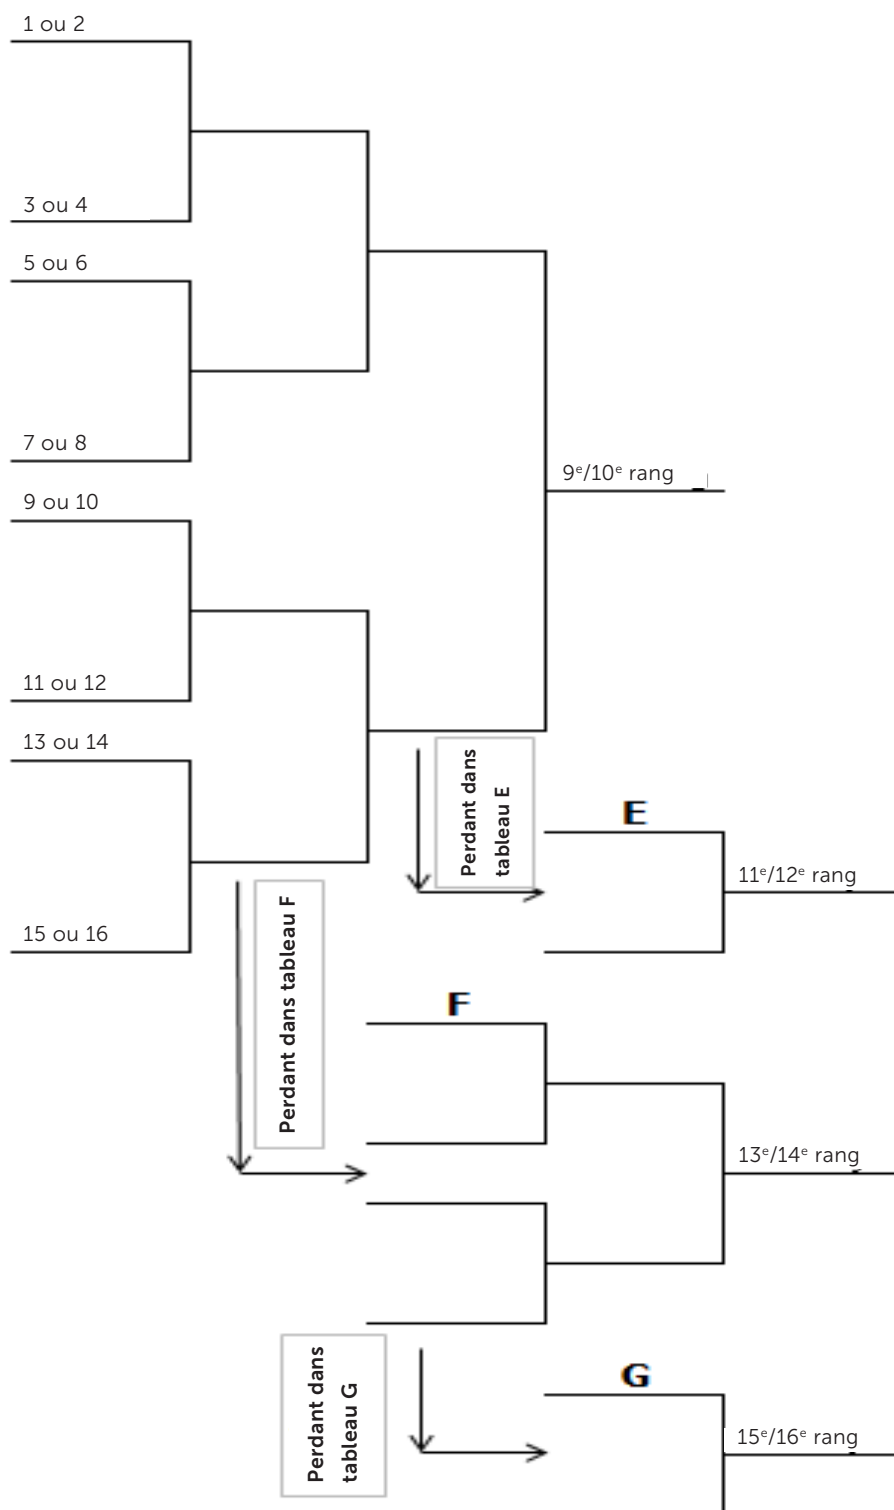 1 ou 2
3 ou 4
5 ou 6
7 ou 8
9 ou 10
9e/10e rang
11 ou 12
13 ou 14
Perdant dans
tableau E
E
11e/12e rang
15 ou 16
Perdant dans tableau F
F
13e/14e rang
Perdant dans
tableau G
G
15e/16e rang